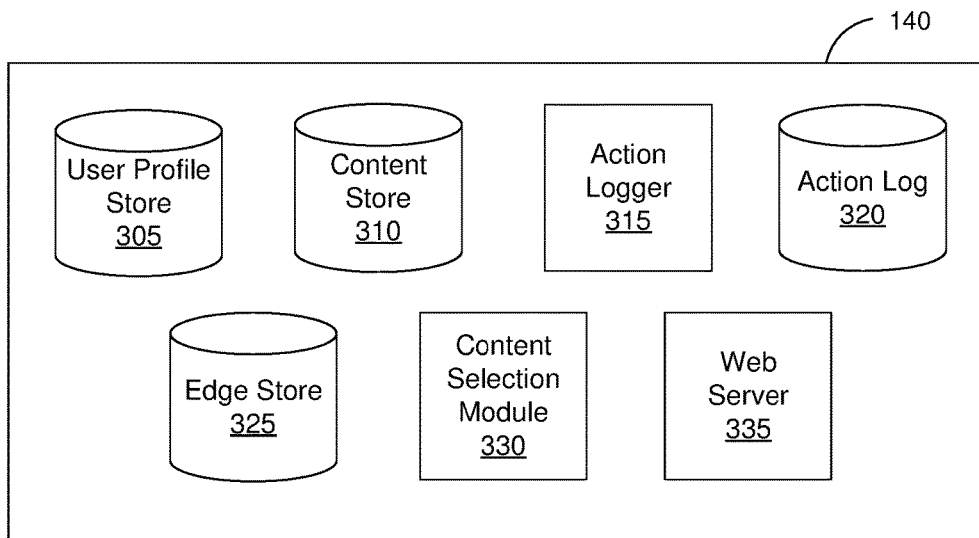 140
User Profile
Store
305
Content
Store
310
Action
Logger
315
Action Log
320
Edge Store
325
Content
Selection
Module
330
Web
Server
335